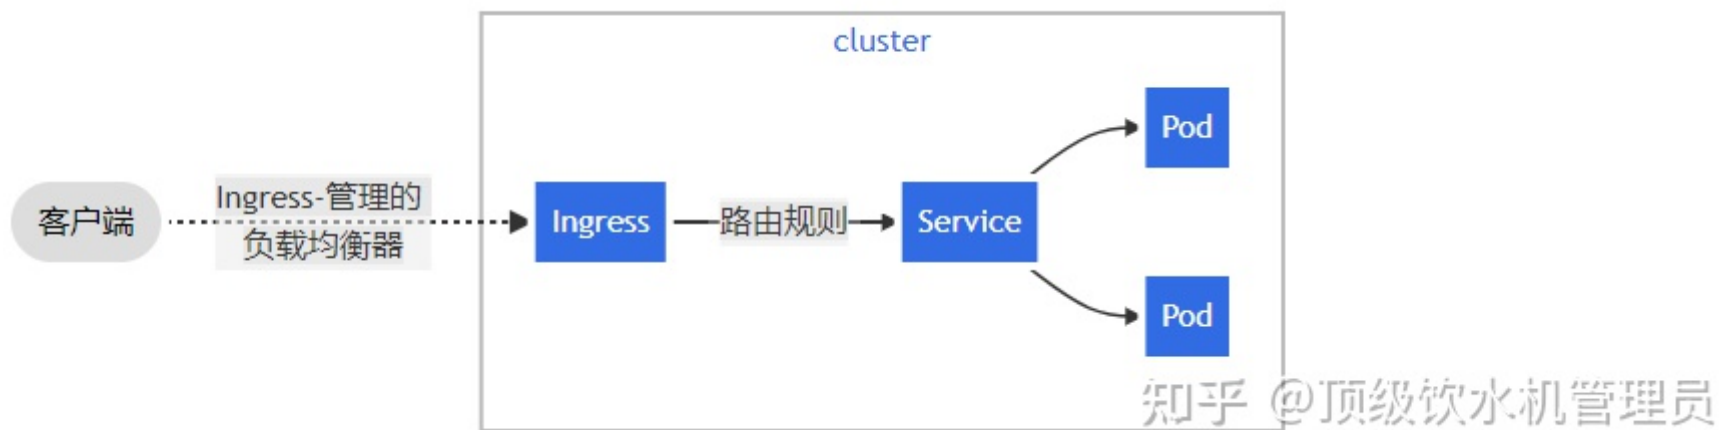 cluster
客户端
Ingress-管理的
负载均衡器
Ingress
路由规则
Service
Pod
Pod
知乎 @顶级饮水机管理员